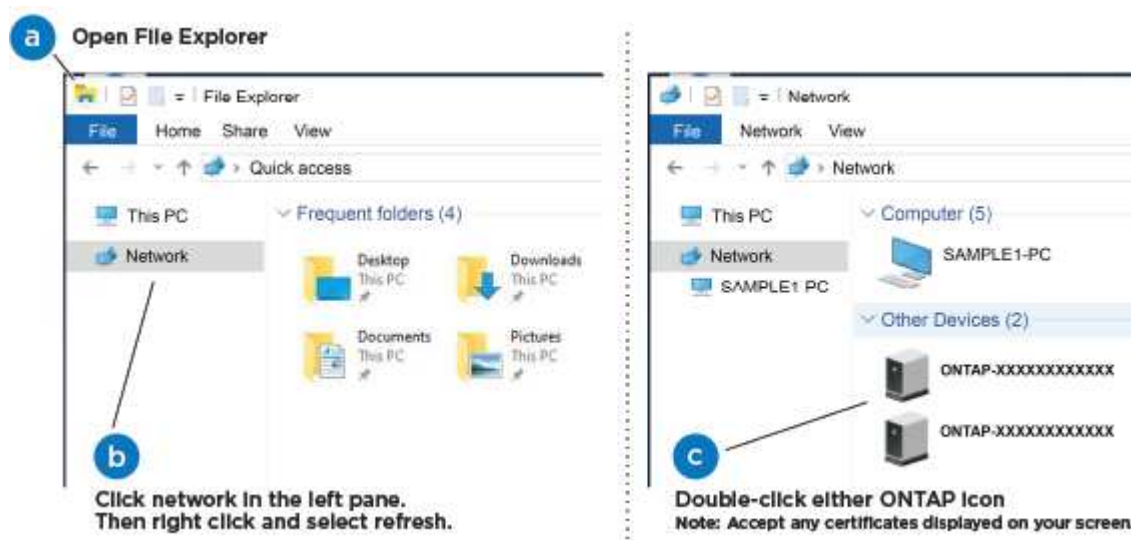 a
Open File Explorer
File Explorer
File Home Share View
Quick access
This PC
Frequent folders (4)
Network
Desktop
This PC
Downloads
This PC
Documents
This PC
Pictures
This PC
b
Click network in the left pane.
Then right click and select refresh.
Network
File Network View
Network
This PC
Computer (5)
Network
SAMPLE1-PC
SAMPLE1 PC
Other Devices (2)
ONTAP-XXXXXXXXXXXX
ONTAP-XXXXXXXXXXXX
c
Double-click either ONTAP icon
Note: Accept any certificates displayed on your screen